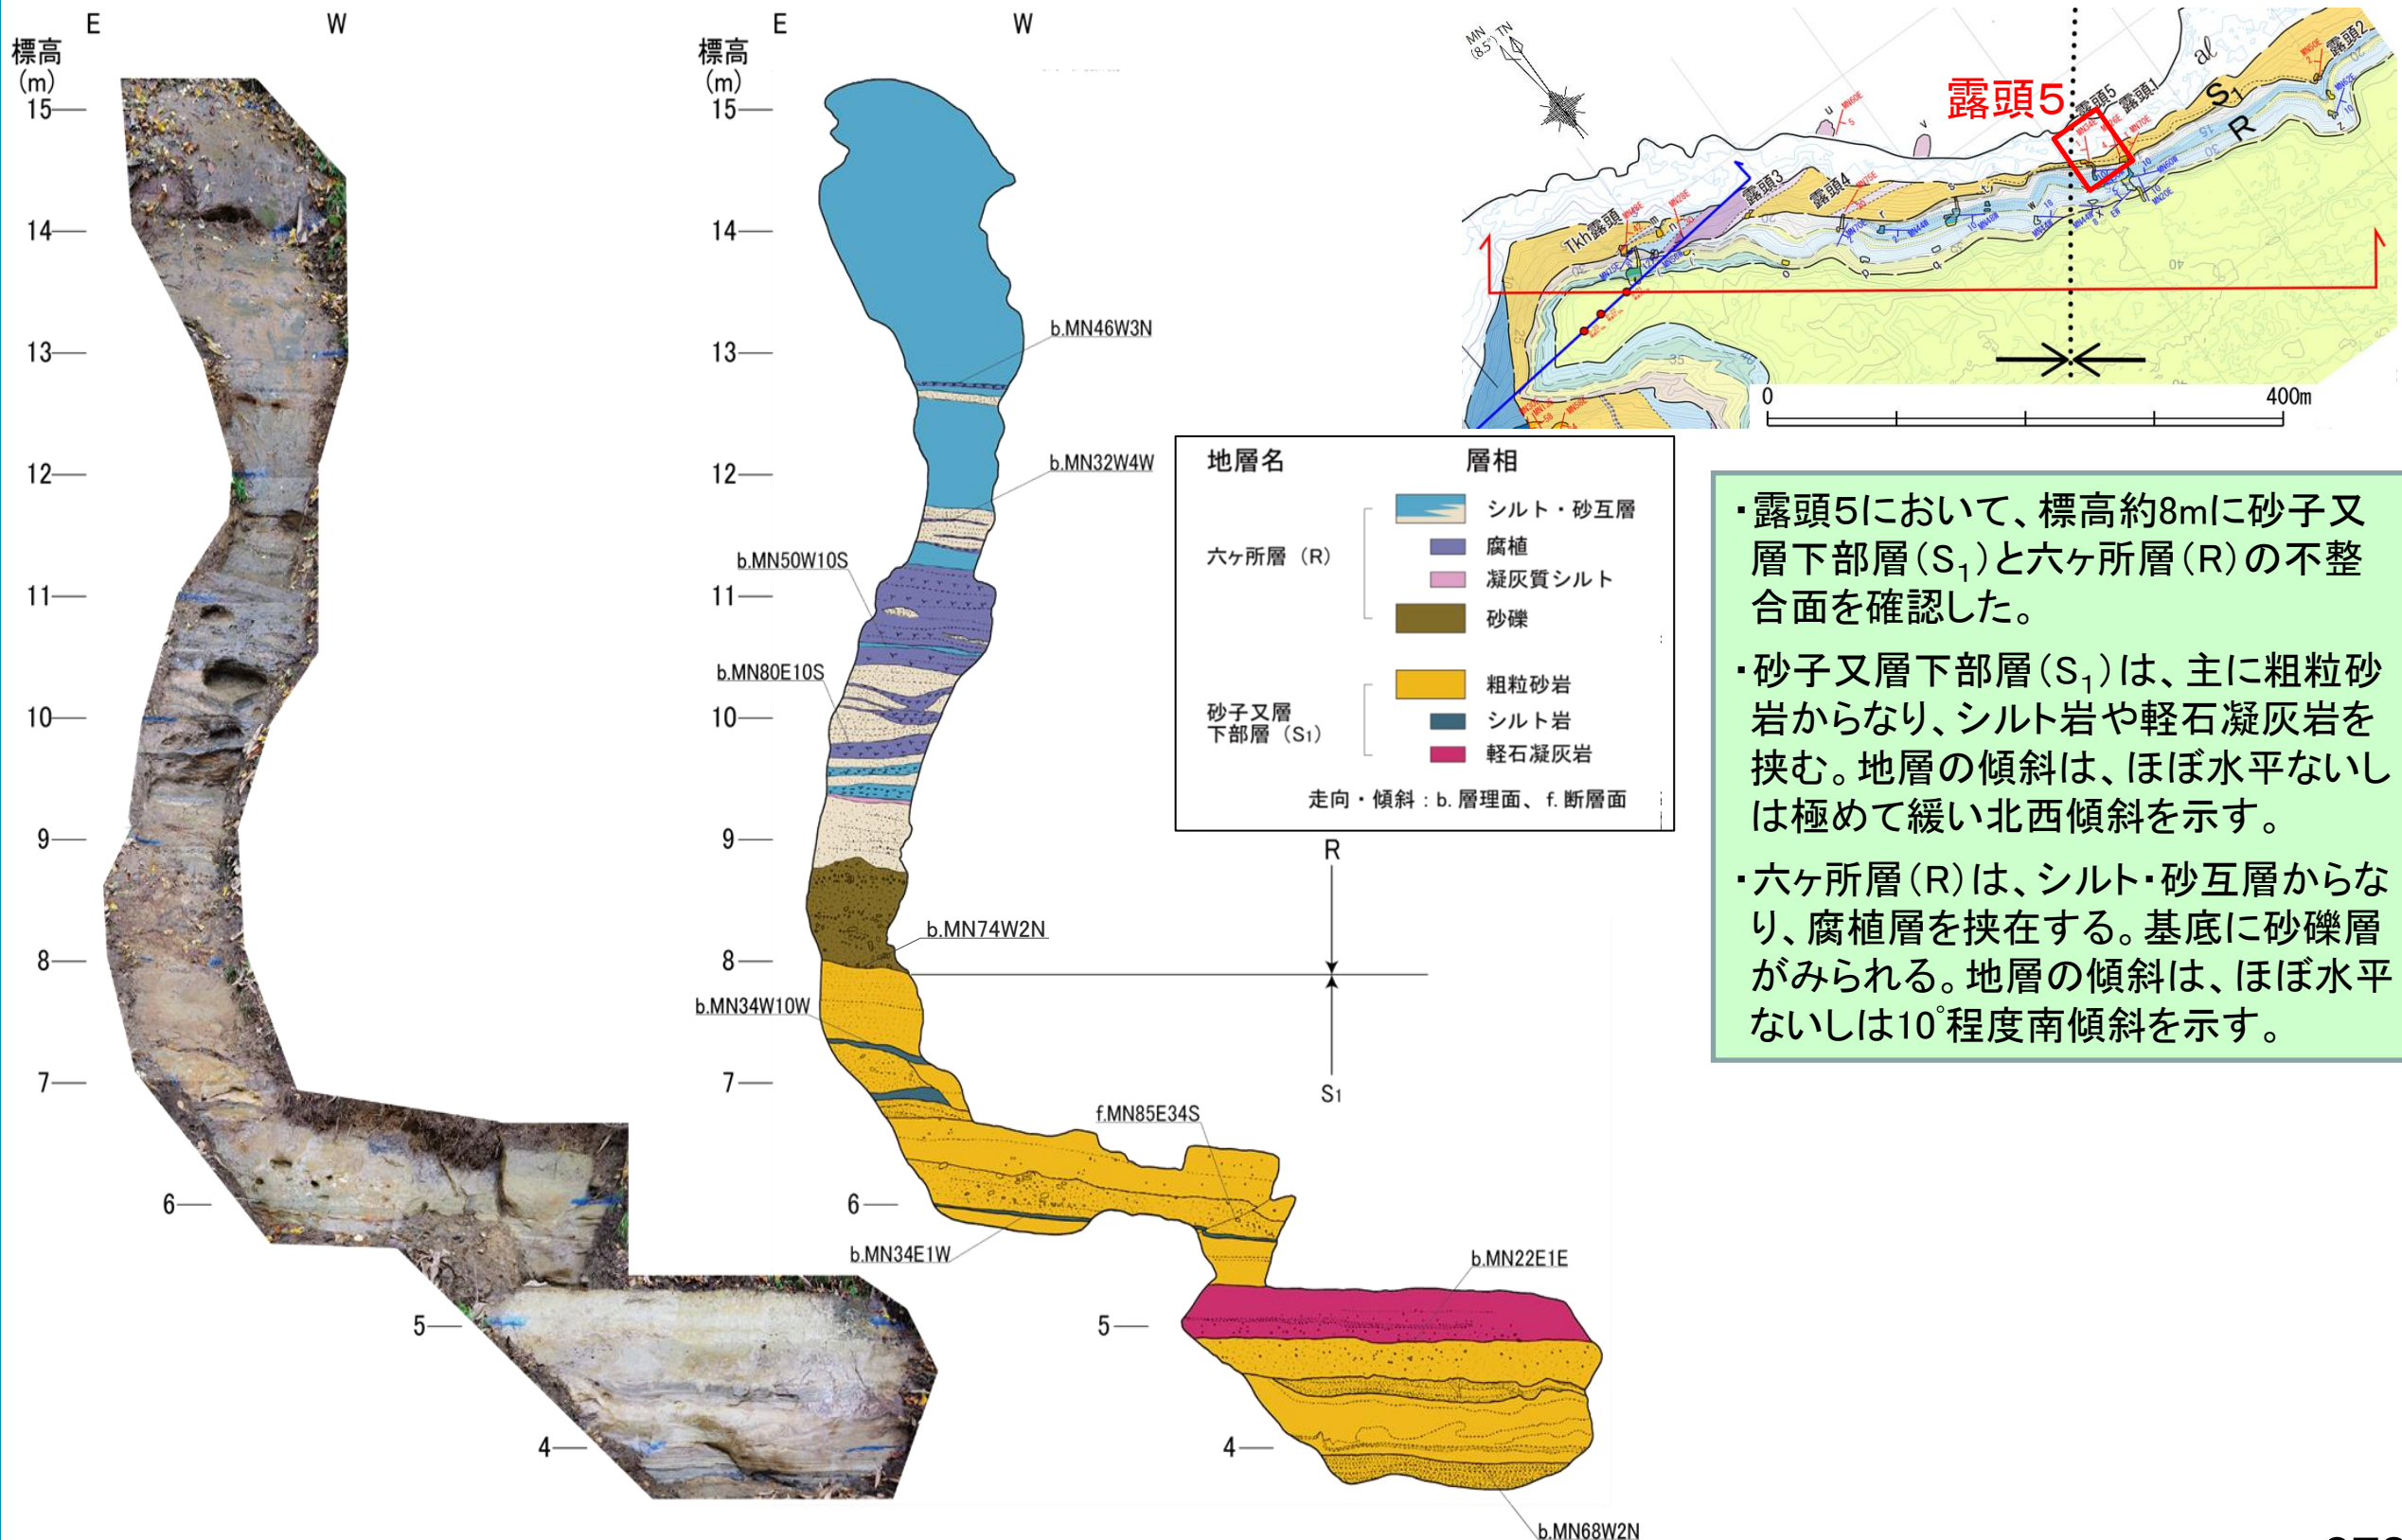 E
W
標高
(m)
15
14
13
12
11
10
9
8
7
6
5
4
E
W
標高
(m)
15
14
13
12
11
10
9
8
7
6
5
4
b.MN46W3N
b.MN32W4W
b.MN50W10S
b.MN80E10S
b.MN74W2N
b.MN34W10W
f.MN85E34S
b.MN34E1W
b.MN22E1E
b.MN68W2N
R
S1
地層名 層相
六ヶ所層（R）
シルト・砂互層
腐植
凝灰質シルト
砂礫
砂子又層
下部層（S1）
粗粒砂岩
シルト岩
軽石凝灰岩
走向・傾斜：b. 層理面、 f. 断層面
MN
(8.5°) TN
露頭5
露頭5
露頭1
露頭2
露頭3
露頭4
Tkh露頭
al
S1
R
u
v
MN60E
5
0 400m
・露頭5において、標高約8mに砂子又
層下部層（S1）と六ヶ所層（R）の不整
合面を確認した。
・砂子又層下部層（S1）は、主に粗粒砂
岩からなり、シルト岩や軽石凝灰岩を
挟む。地層の傾斜は、ほぼ水平ないし
は極めて緩い北西傾斜を示す。
・六ヶ所層（R）は、シルト・砂互層からな
り、腐植層を挟在する。基底に砂礫層
がみられる。地層の傾斜は、ほぼ水平
ないしは10°程度南傾斜を示す。